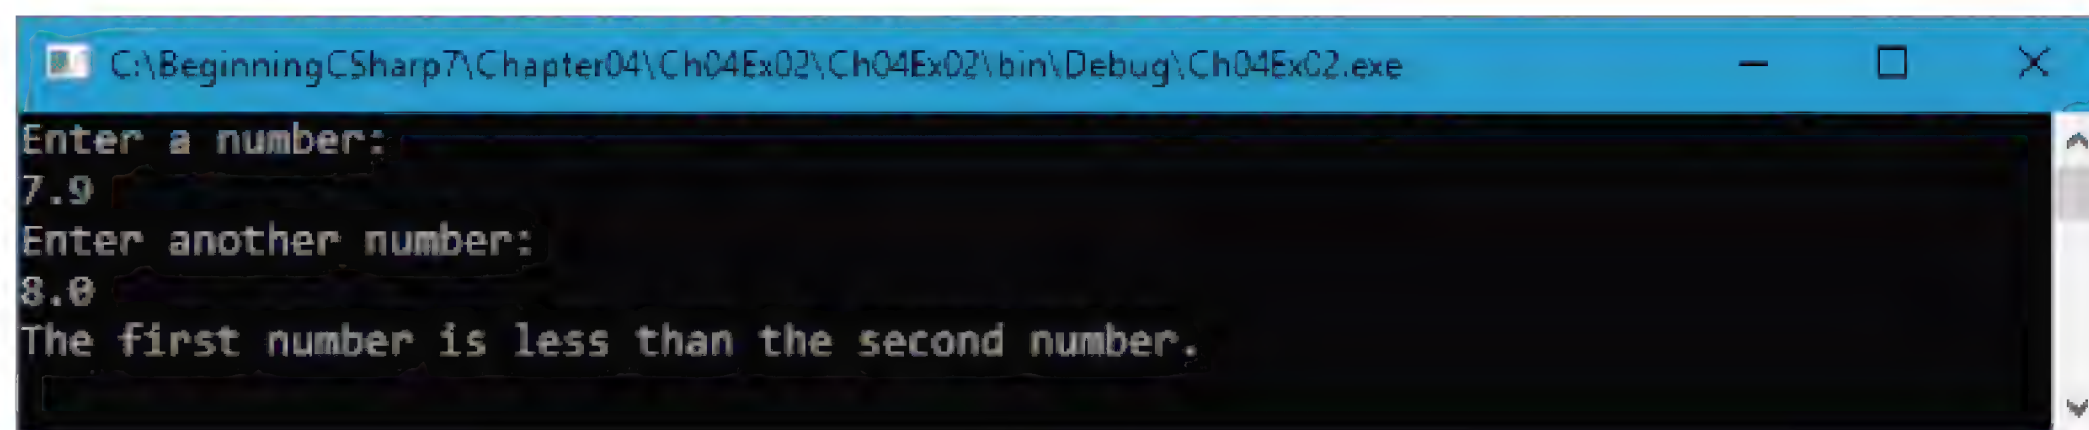 C:\BeginningCSharp7\Chapter04\Ch04Ex02\Ch04Ex02\bin\Debug\Ch04Ex02.exe
Enter a number:
7.9
Enter another number:
8.0
The first number is less than the second number.